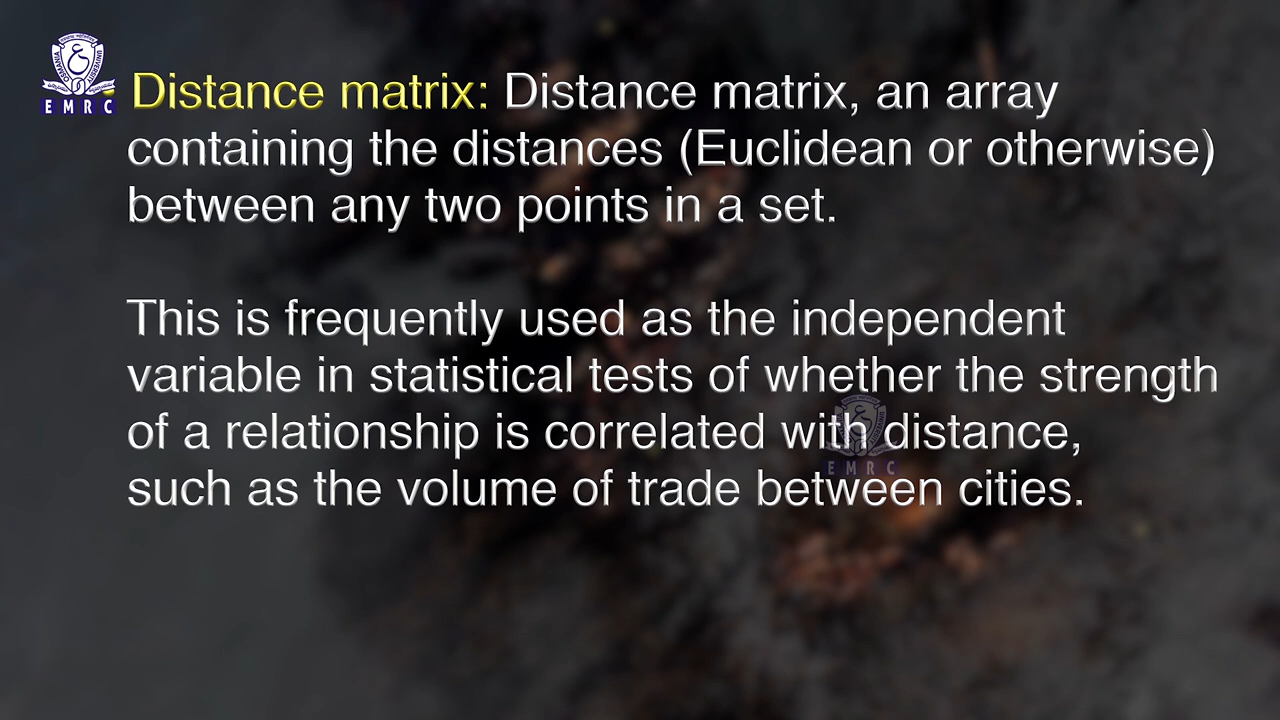 EMRC
Distance matrix: Distance matrix, an array
containing the distances (Euclidean or otherwise)
between any two points in a set.
This is frequently used as the independent
variable in statistical tests of whether the strength
of a relationship is correlated with distance,
such as the volume of trade between cities.
EMRC